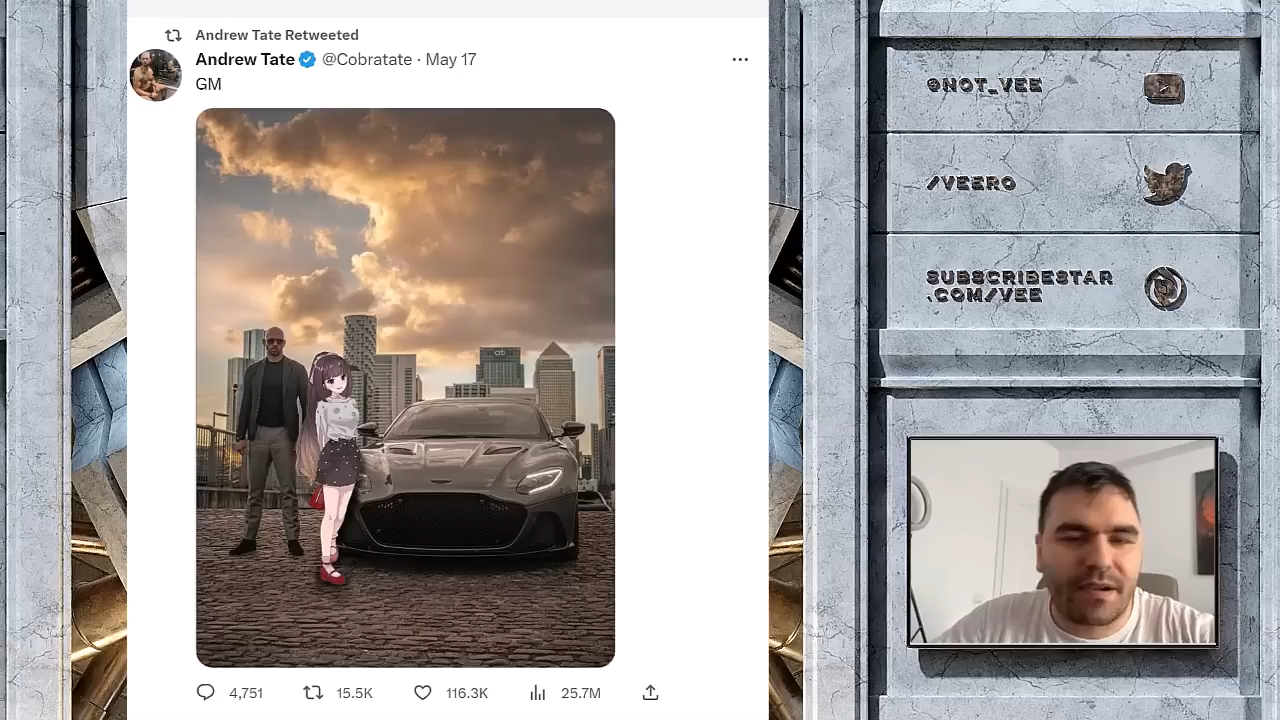 Andrew Tate Retweeted
Andrew Tate @Cobratate · May 17
GM
4,751 15.5K 116.3K 25.7M
@NOT_VEE
/VEERO
SUBSCRIBESTAR
.COM/VEE